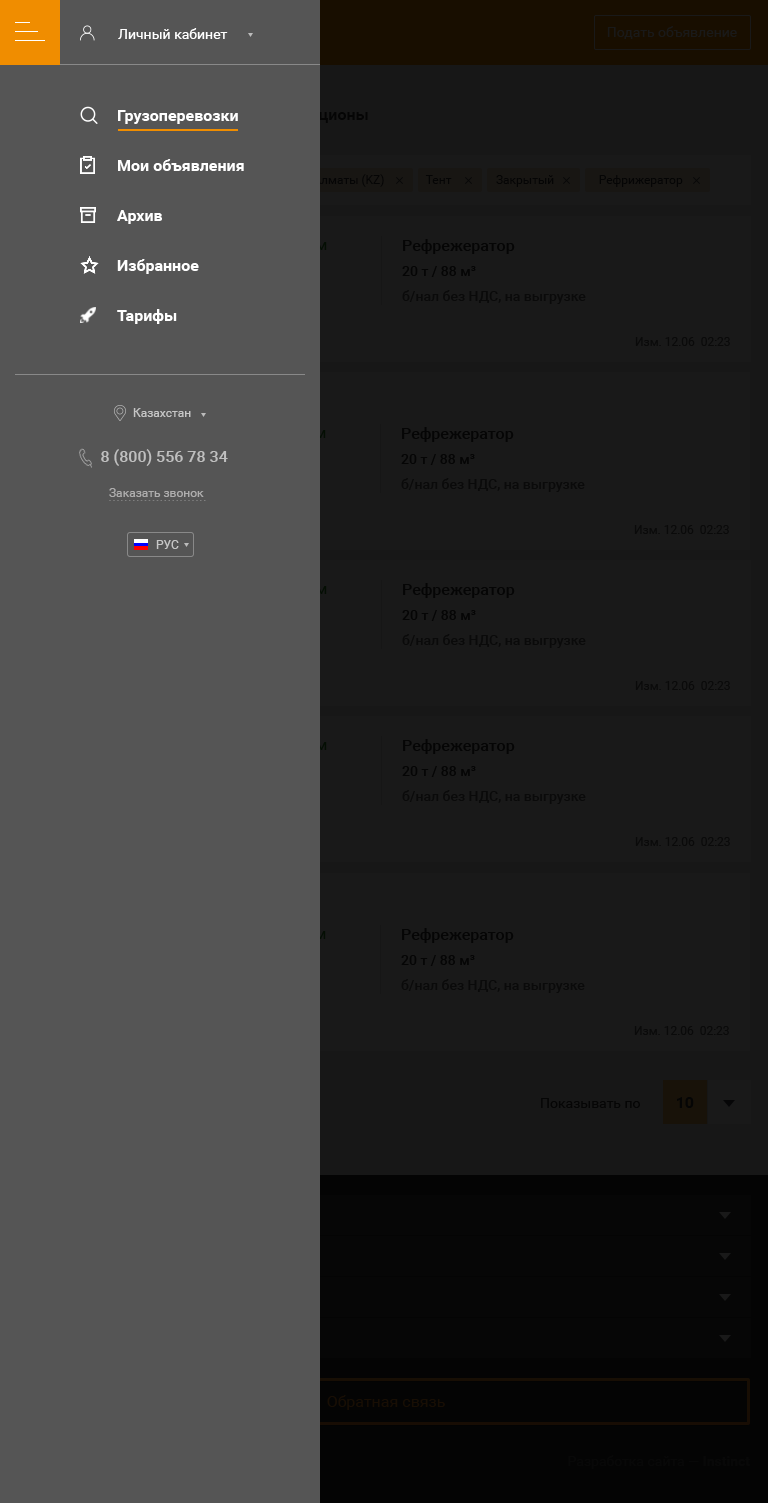 Личный кабинет
Подать объявление
Грузоперевозки
Мои объявления
Архив
Избранное
Тарифы
Казахстан
8 (800) 556 78 34
Заказать звонок
РУС
ционы
лматы (KZ)
Тент
Закрытый
Рефрижератор
м
Рефрежератор
20 т / 88 м³
б/нал без НДС, на выгрузке
Изм. 12.06 02:23
м
Рефрежератор
20 т / 88 м³
б/нал без НДС, на выгрузке
Изм. 12.06 02:23
м
Рефрежератор
20 т / 88 м³
б/нал без НДС, на выгрузке
Изм. 12.06 02:23
м
Рефрежератор
20 т / 88 м³
б/нал без НДС, на выгрузке
Изм. 12.06 02:23
м
Рефрежератор
20 т / 88 м³
б/нал без НДС, на выгрузке
Изм. 12.06 02:23
Показывать по
10
Обратная связь